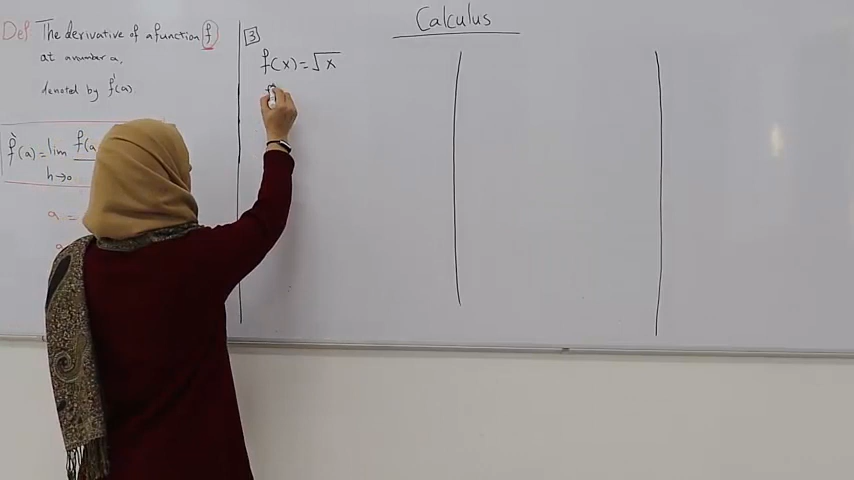 Calculus
Def: The derivative of a function f
at a number a,
denoted by f'(a)
f'(a) = lim f(a
h→0
a =
a
3
f(x) = √x